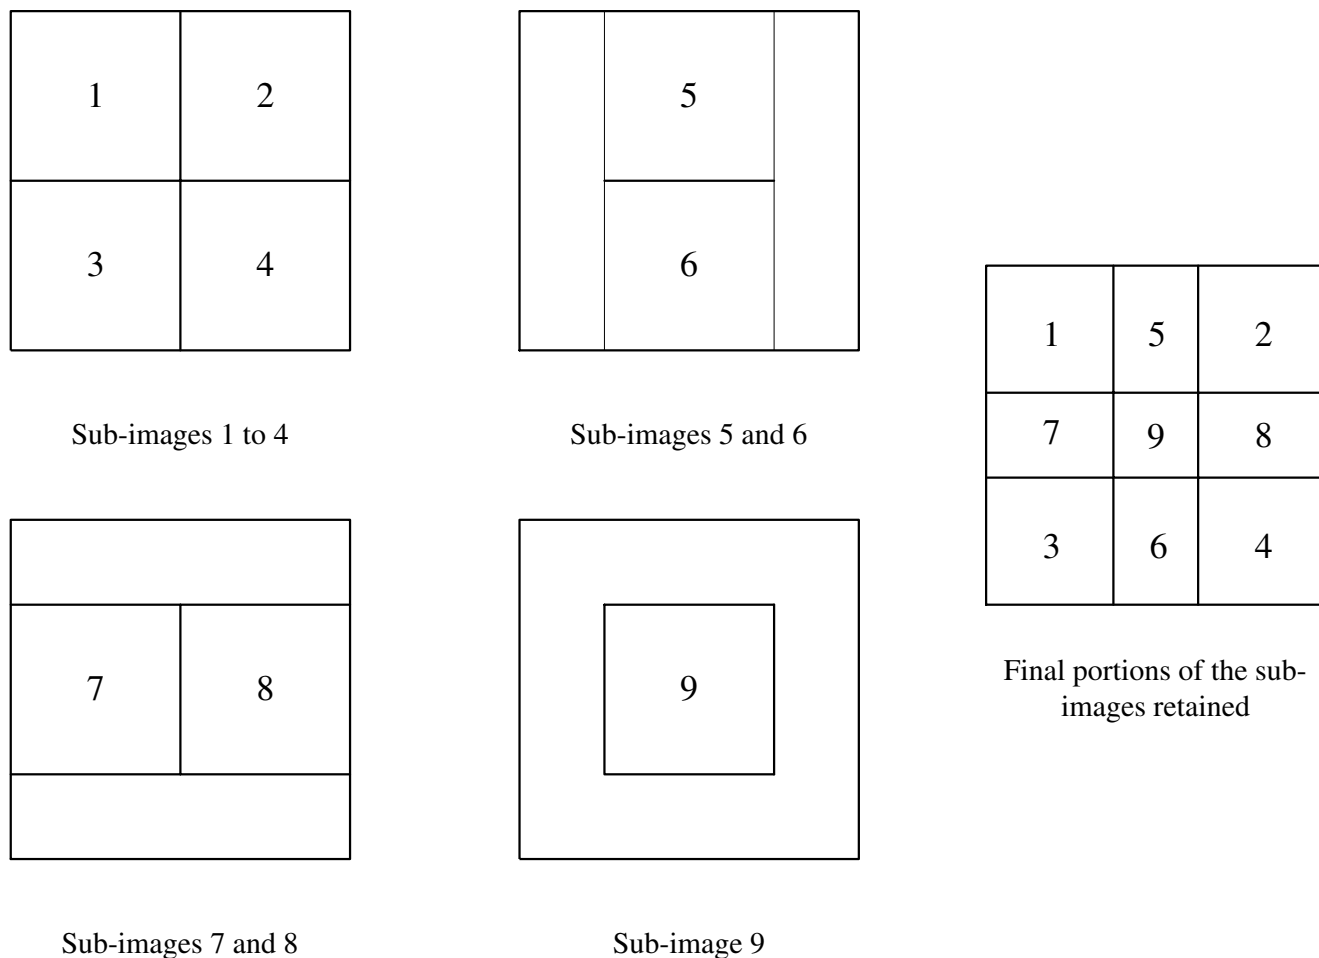 1 2
3 4
Sub-images 1 to 4
5
6
Sub-images 5 and 6
7 8
Sub-images 7 and 8
9
Sub-image 9
1 5 2
7 9 8
3 6 4
Final portions of the sub-
images retained